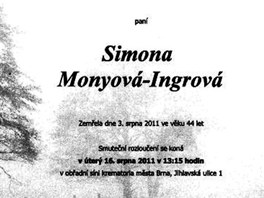 paní
Simona
Monyová-Ingrová
Zemřela dne 3. srpna 2011 ve věku 44 let
Smuteční rozloučení se koná
v úterý 16. srpna 2011 v 13:15 hodin
v obřadní síni krematoria města Brna, Jihlavská ulice 1